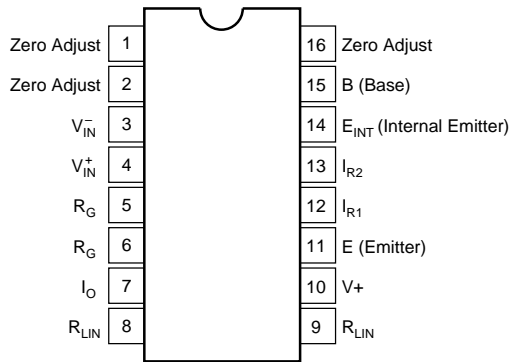 Zero Adjust 1 16 Zero Adjust
Zero Adjust 2 15 B (Base)
V⁻IN 3 14 EINT (Internal Emitter)
V⁺IN 4 13 IR2
RG 5 12 IR1
RG 6 11 E (Emitter)
IO 7 10 V+
RLIN 8 9 RLIN